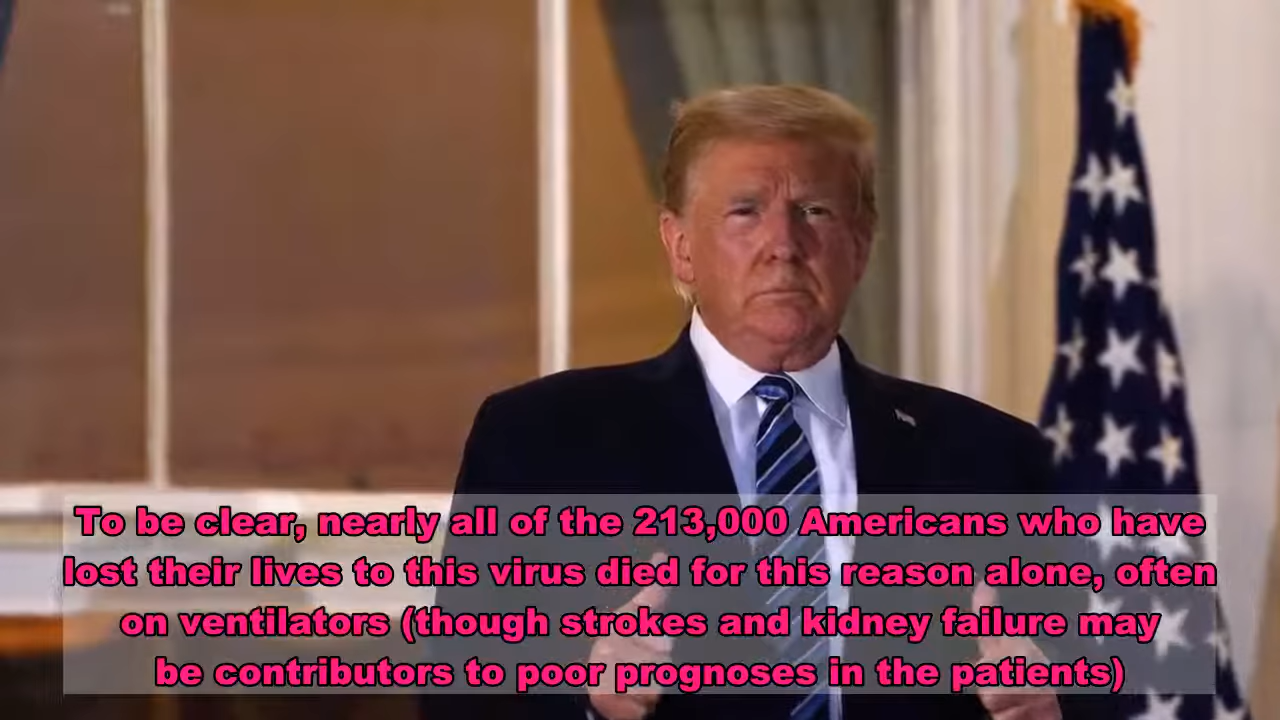 To be clear, nearly all of the 213,000 Americans who have
lost their lives to this virus died for this reason alone, often
on ventilators (though strokes and kidney failure may
be contributors to poor prognoses in the patients)